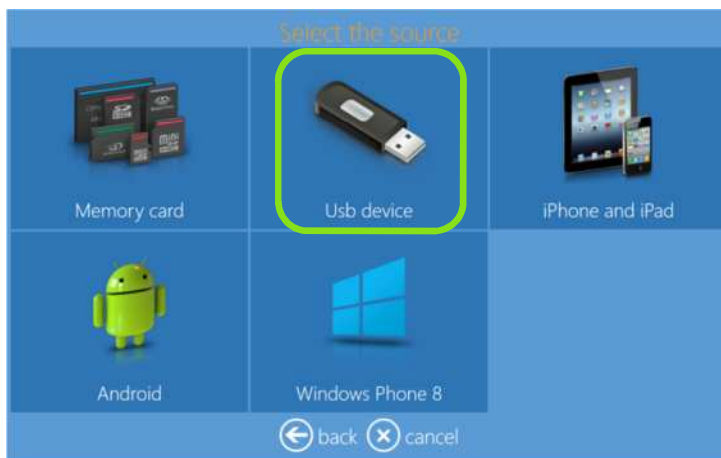 Select the source
Memory card
Usb device
iPhone and iPad
Android
Windows Phone 8
back
cancel